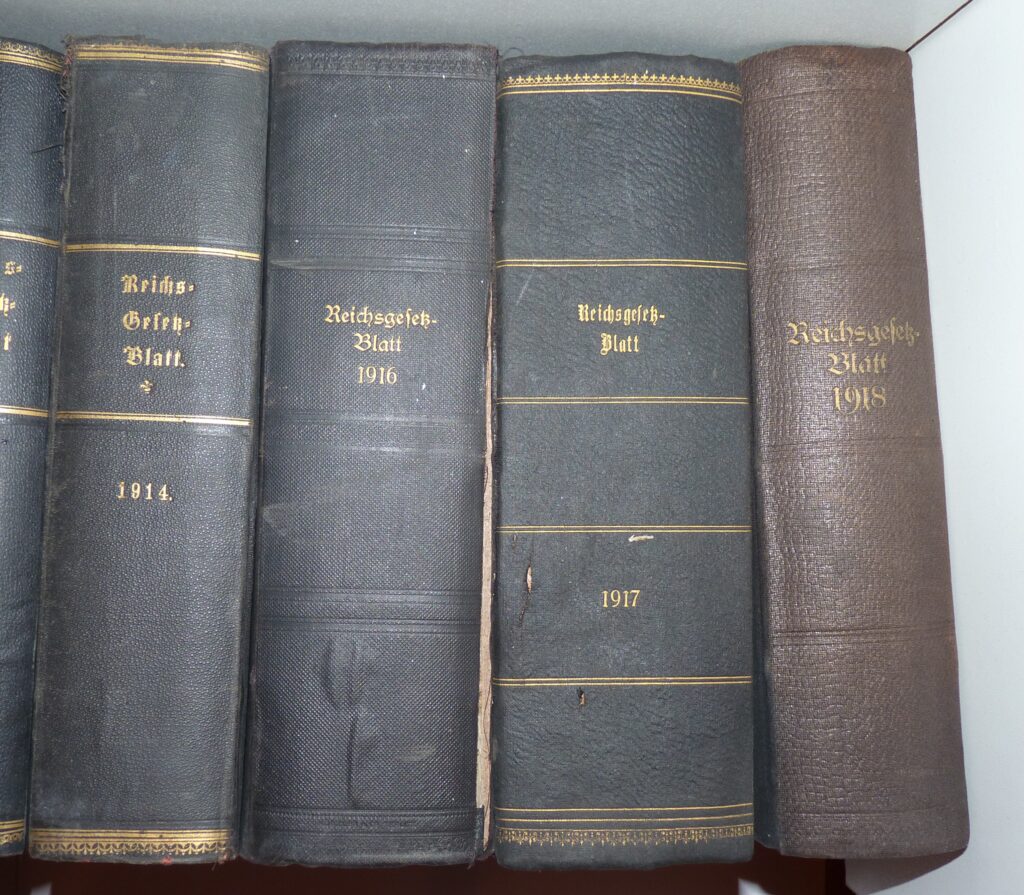 Reichs-
Gesetz-
Blatt.
1914.
Reichsgesetz-
Blatt
1916
Reichsgesetz-
Blatt
1917
Reichsgesetz-
Blatt
1918